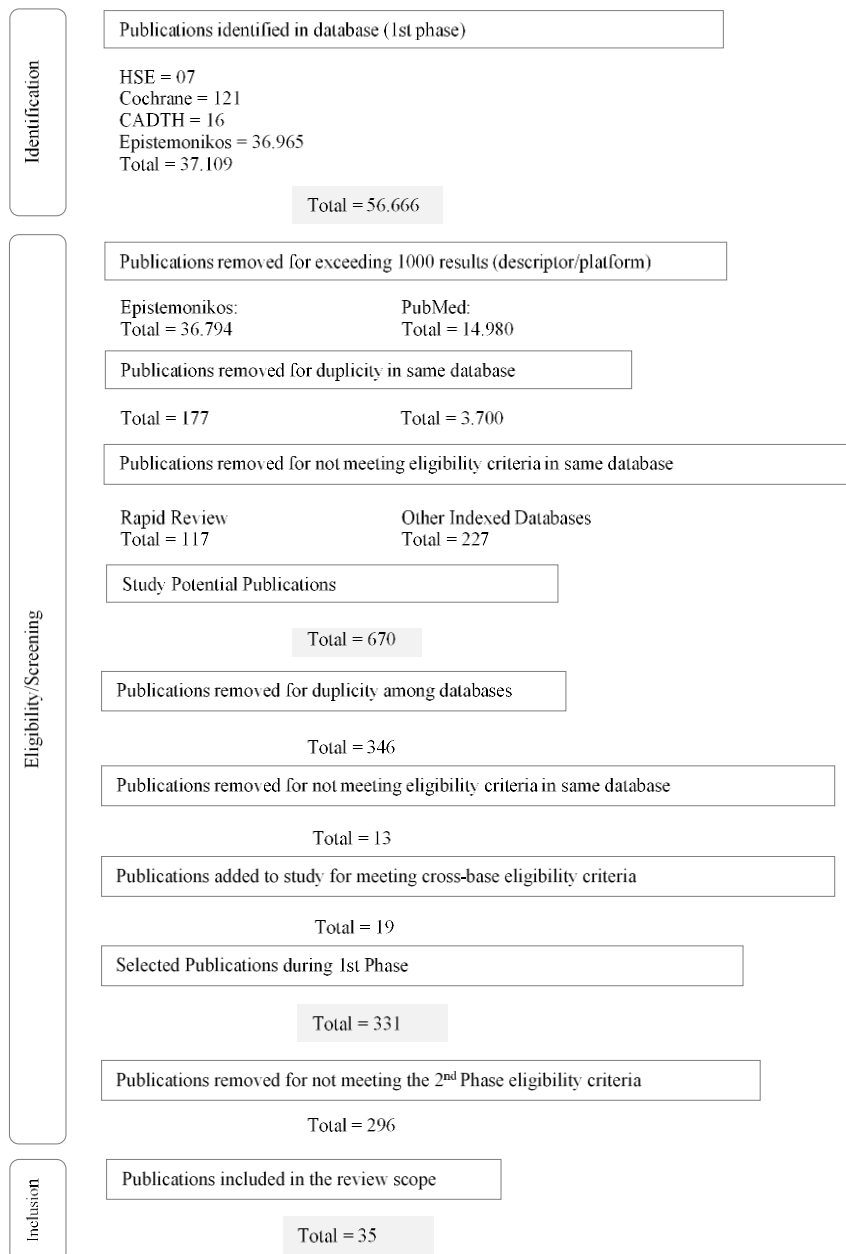 Identification
Publications identified in database (1st phase)
HSE = 07
Cochrane = 121
CADTH = 16
Epistemonikos = 36.965
Total = 37.109
Total = 56.666
Eligibility/Screening
Publications removed for exceeding 1000 results (descriptor/platform)
Epistemonikos:
Total = 36.794
PubMed:
Total = 14.980
Publications removed for duplicity in same database
Total = 177
Total = 3.700
Publications removed for not meeting eligibility criteria in same database
Rapid Review
Total = 117
Other Indexed Databases
Total = 227
Study Potential Publications
Total = 670
Publications removed for duplicity among databases
Total = 346
Publications removed for not meeting eligibility criteria in same database
Total = 13
Publications added to study for meeting cross-base eligibility criteria
Total = 19
Selected Publications during 1st Phase
Total = 331
Publications removed for not meeting the 2nd Phase eligibility criteria
Total = 296
Inclusion
Publications included in the review scope
Total = 35